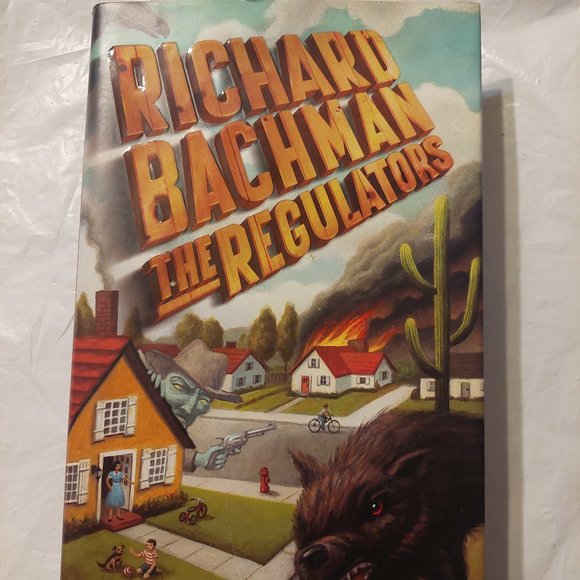 RICHARD
BACHMAN
THE REGULATORS